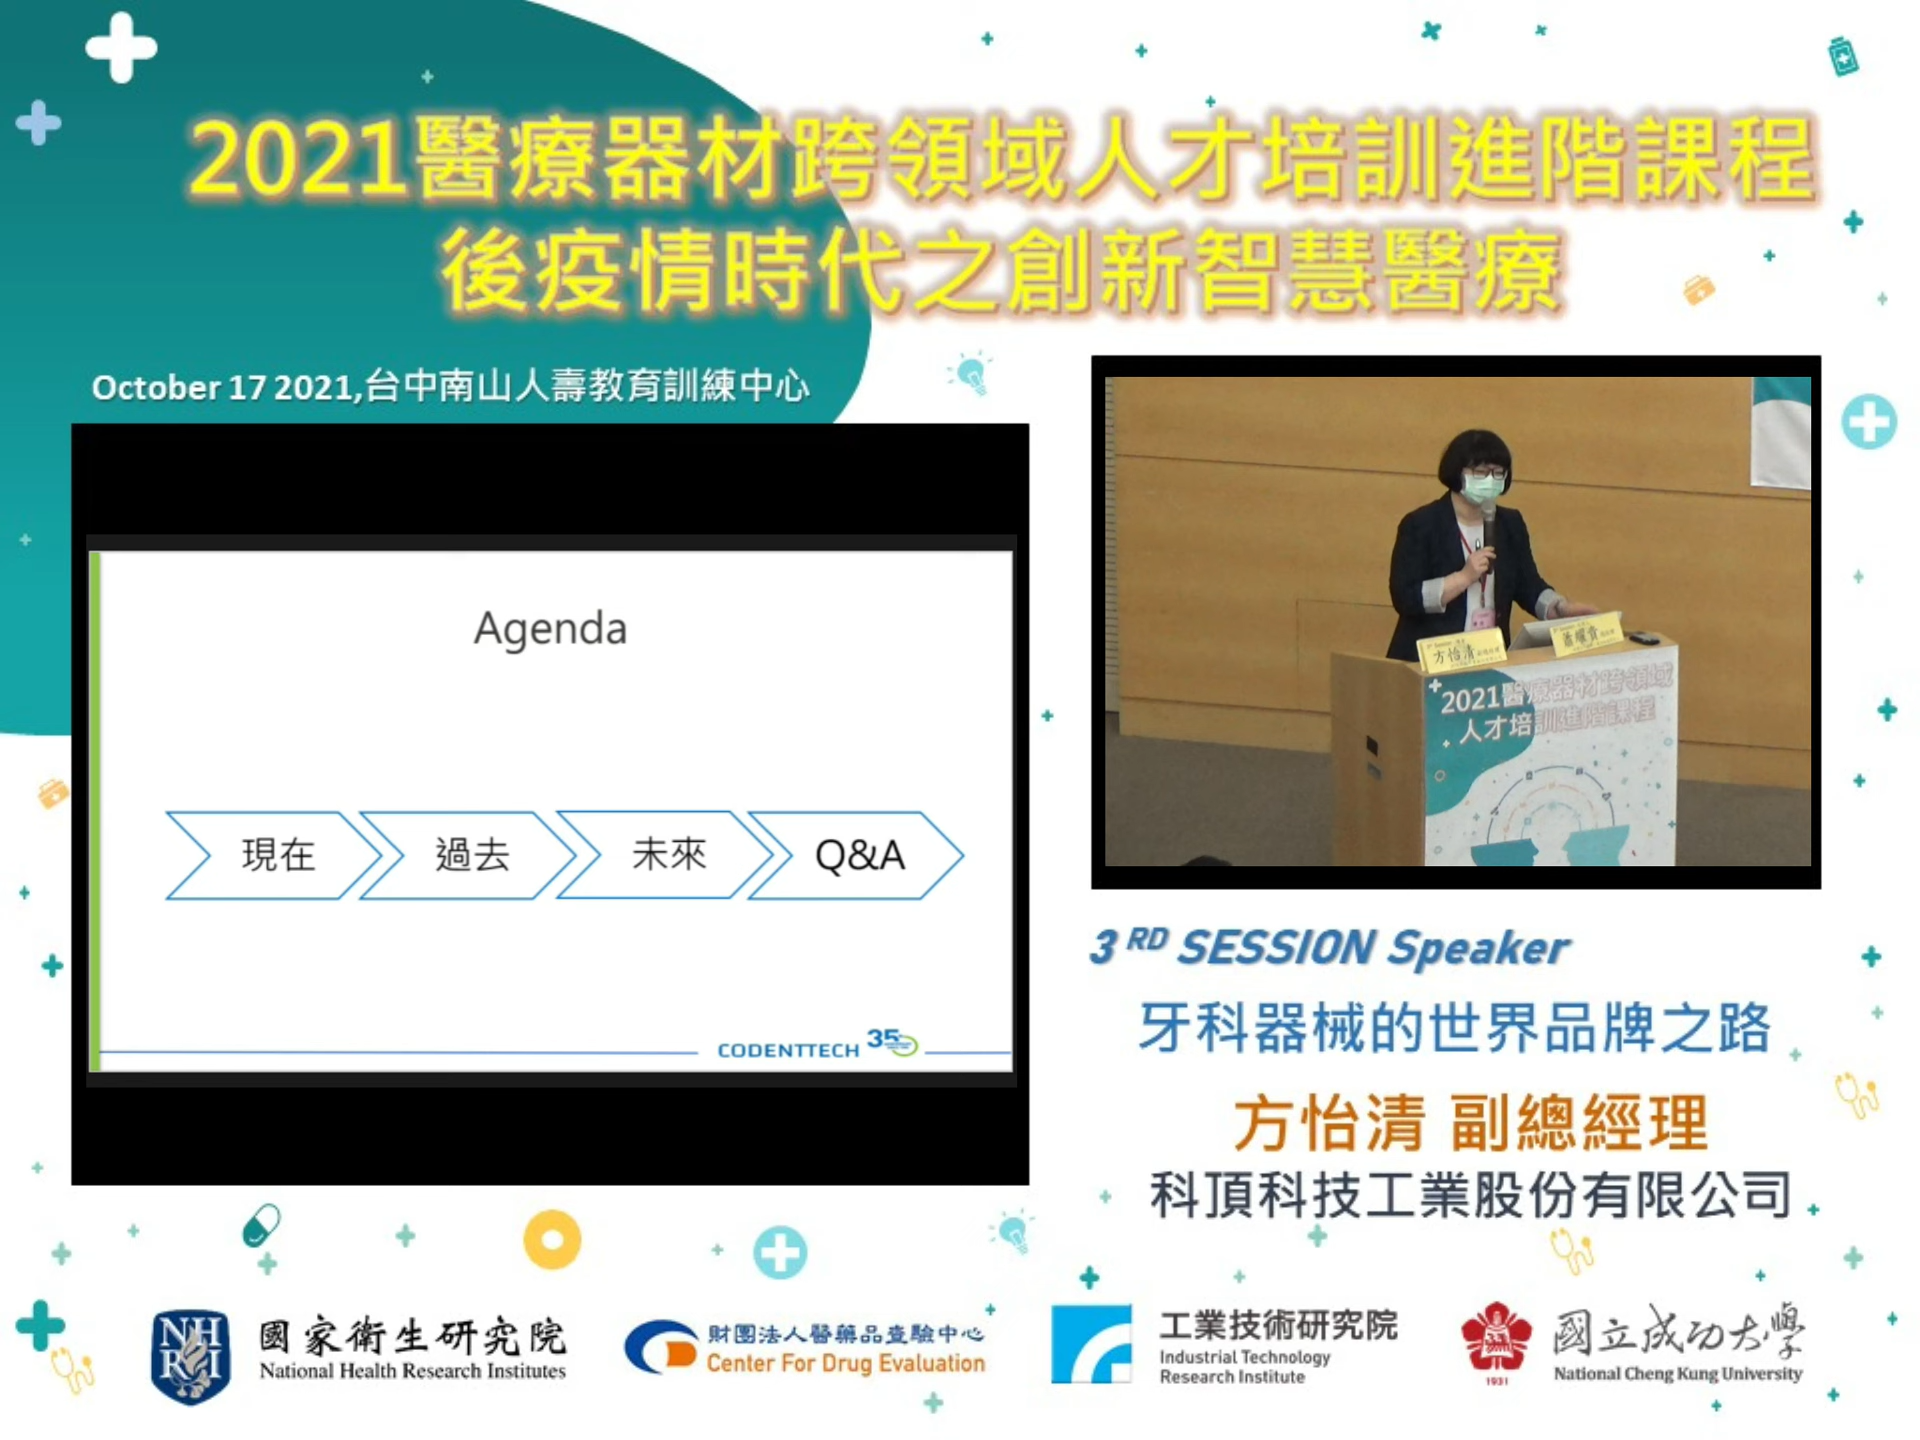 2021醫療器材跨領域人才培訓進階課程
後疫情時代之創新智慧醫療
October 17 2021,台中南山人壽教育訓練中心
Agenda
現在
過去
未來
Q&A
CODENTTECH 35
方怡清
蕭耀貴
2021醫療器材跨領域
人才培訓進階課程
3 RD SESSION Speaker
牙科器械的世界品牌之路
方怡清 副總經理
科頂科技工業股份有限公司
NHRI
國家衛生研究院
National Health Research Institutes
財團法人醫藥品查驗中心
Center For Drug Evaluation
工業技術研究院
Industrial Technology
Research Institute
1931
國立成功大學
National Cheng Kung University